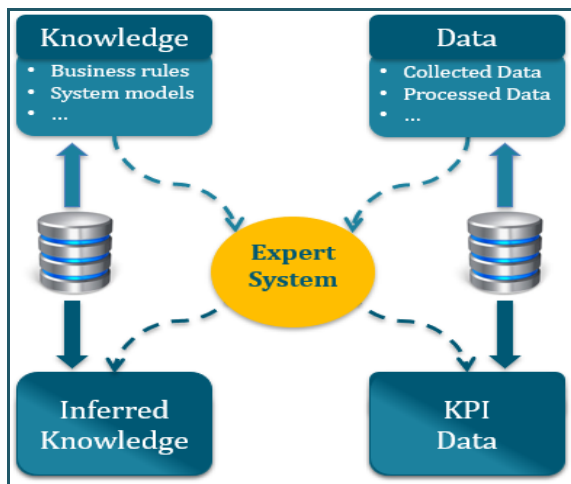 Knowledge
• Business rules
• System models
• ...
Data
• Collected Data
• Processed Data
• ...
Expert
System
Inferred
Knowledge
KPI
Data